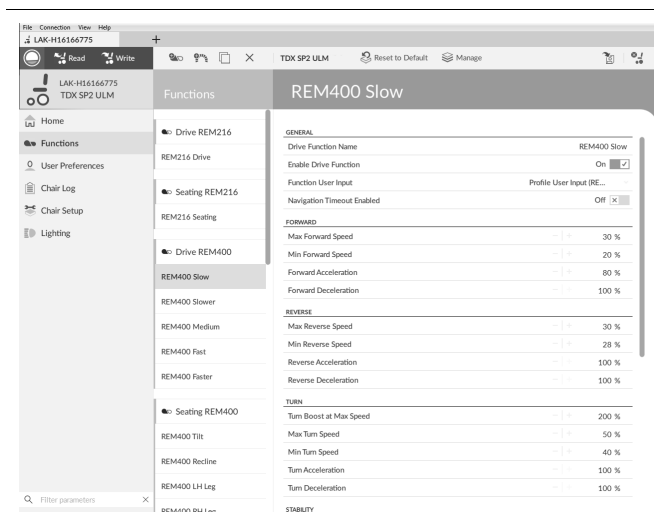 File Connection View Help
LAK-H16166775 +
Read Write TDX SP2 ULM Reset to Default Manage
LAK-H16166775
TDX SP2 ULM
Functions
REM400 Slow
Home
Functions
User Preferences
Chair Log
Chair Setup
Lighting
Filter parameters
Drive REM216
REM216 Drive
Seating REM216
REM216 Seating
Drive REM400
REM400 Slow
REM400 Slower
REM400 Medium
REM400 Fast
REM400 Faster
Seating REM400
REM400 Tilt
REM400 Recline
REM400 LH Leg
REM400 RH Leg
GENERAL
Drive Function Name REM400 Slow
Enable Drive Function On
Function User Input Profile User Input (RE...
Navigation Timeout Enabled Off
FORWARD
Max Forward Speed − + 30 %
Min Forward Speed − + 20 %
Forward Acceleration − + 80 %
Forward Deceleration − + 100 %
REVERSE
Max Reverse Speed − + 30 %
Min Reverse Speed − + 28 %
Reverse Acceleration − + 100 %
Reverse Deceleration − + 100 %
TURN
Turn Boost at Max Speed − + 200 %
Max Turn Speed − + 50 %
Min Turn Speed − + 40 %
Turn Acceleration − + 100 %
Turn Deceleration − + 100 %
STABILITY